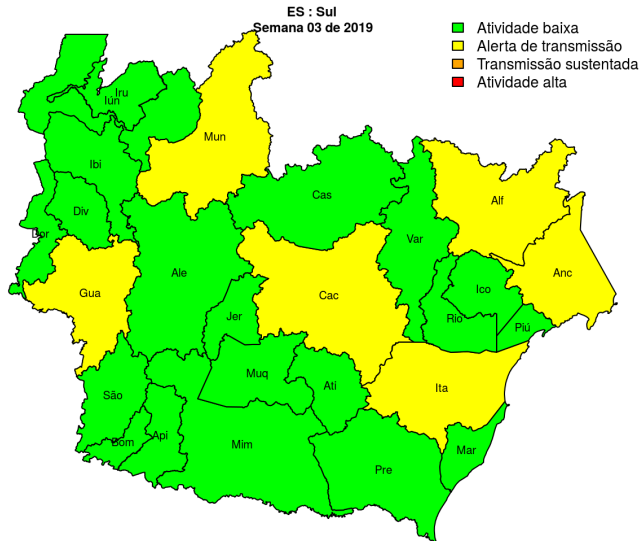 ES : Sul
Semana 03 de 2019
Atividade baixa
Alerta de transmissão
Transmissão sustentada
Atividade alta
Iru
Iún
Mun
Ibi
Cas
Alf
Div
Dor
Var
Ale
Anc
Gua
Cac
Ico
Jer
Rio
Piú
Muq
Ati
Ita
São
Bom
Api
Mim
Mar
Pre